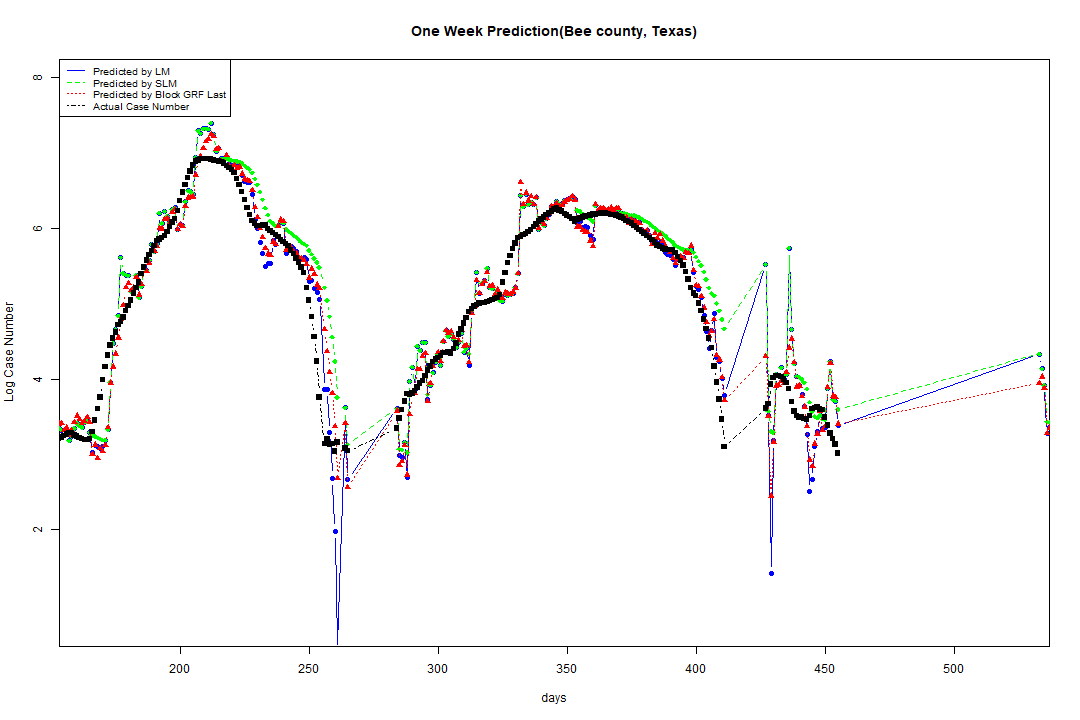 One Week Prediction(Bee county, Texas)
Predicted by LM
Predicted by SLM
Predicted by Block GRF Last
Actual Case Number
Log Case Number
8
6
4
2
200 250 300 350 400 450 500
days